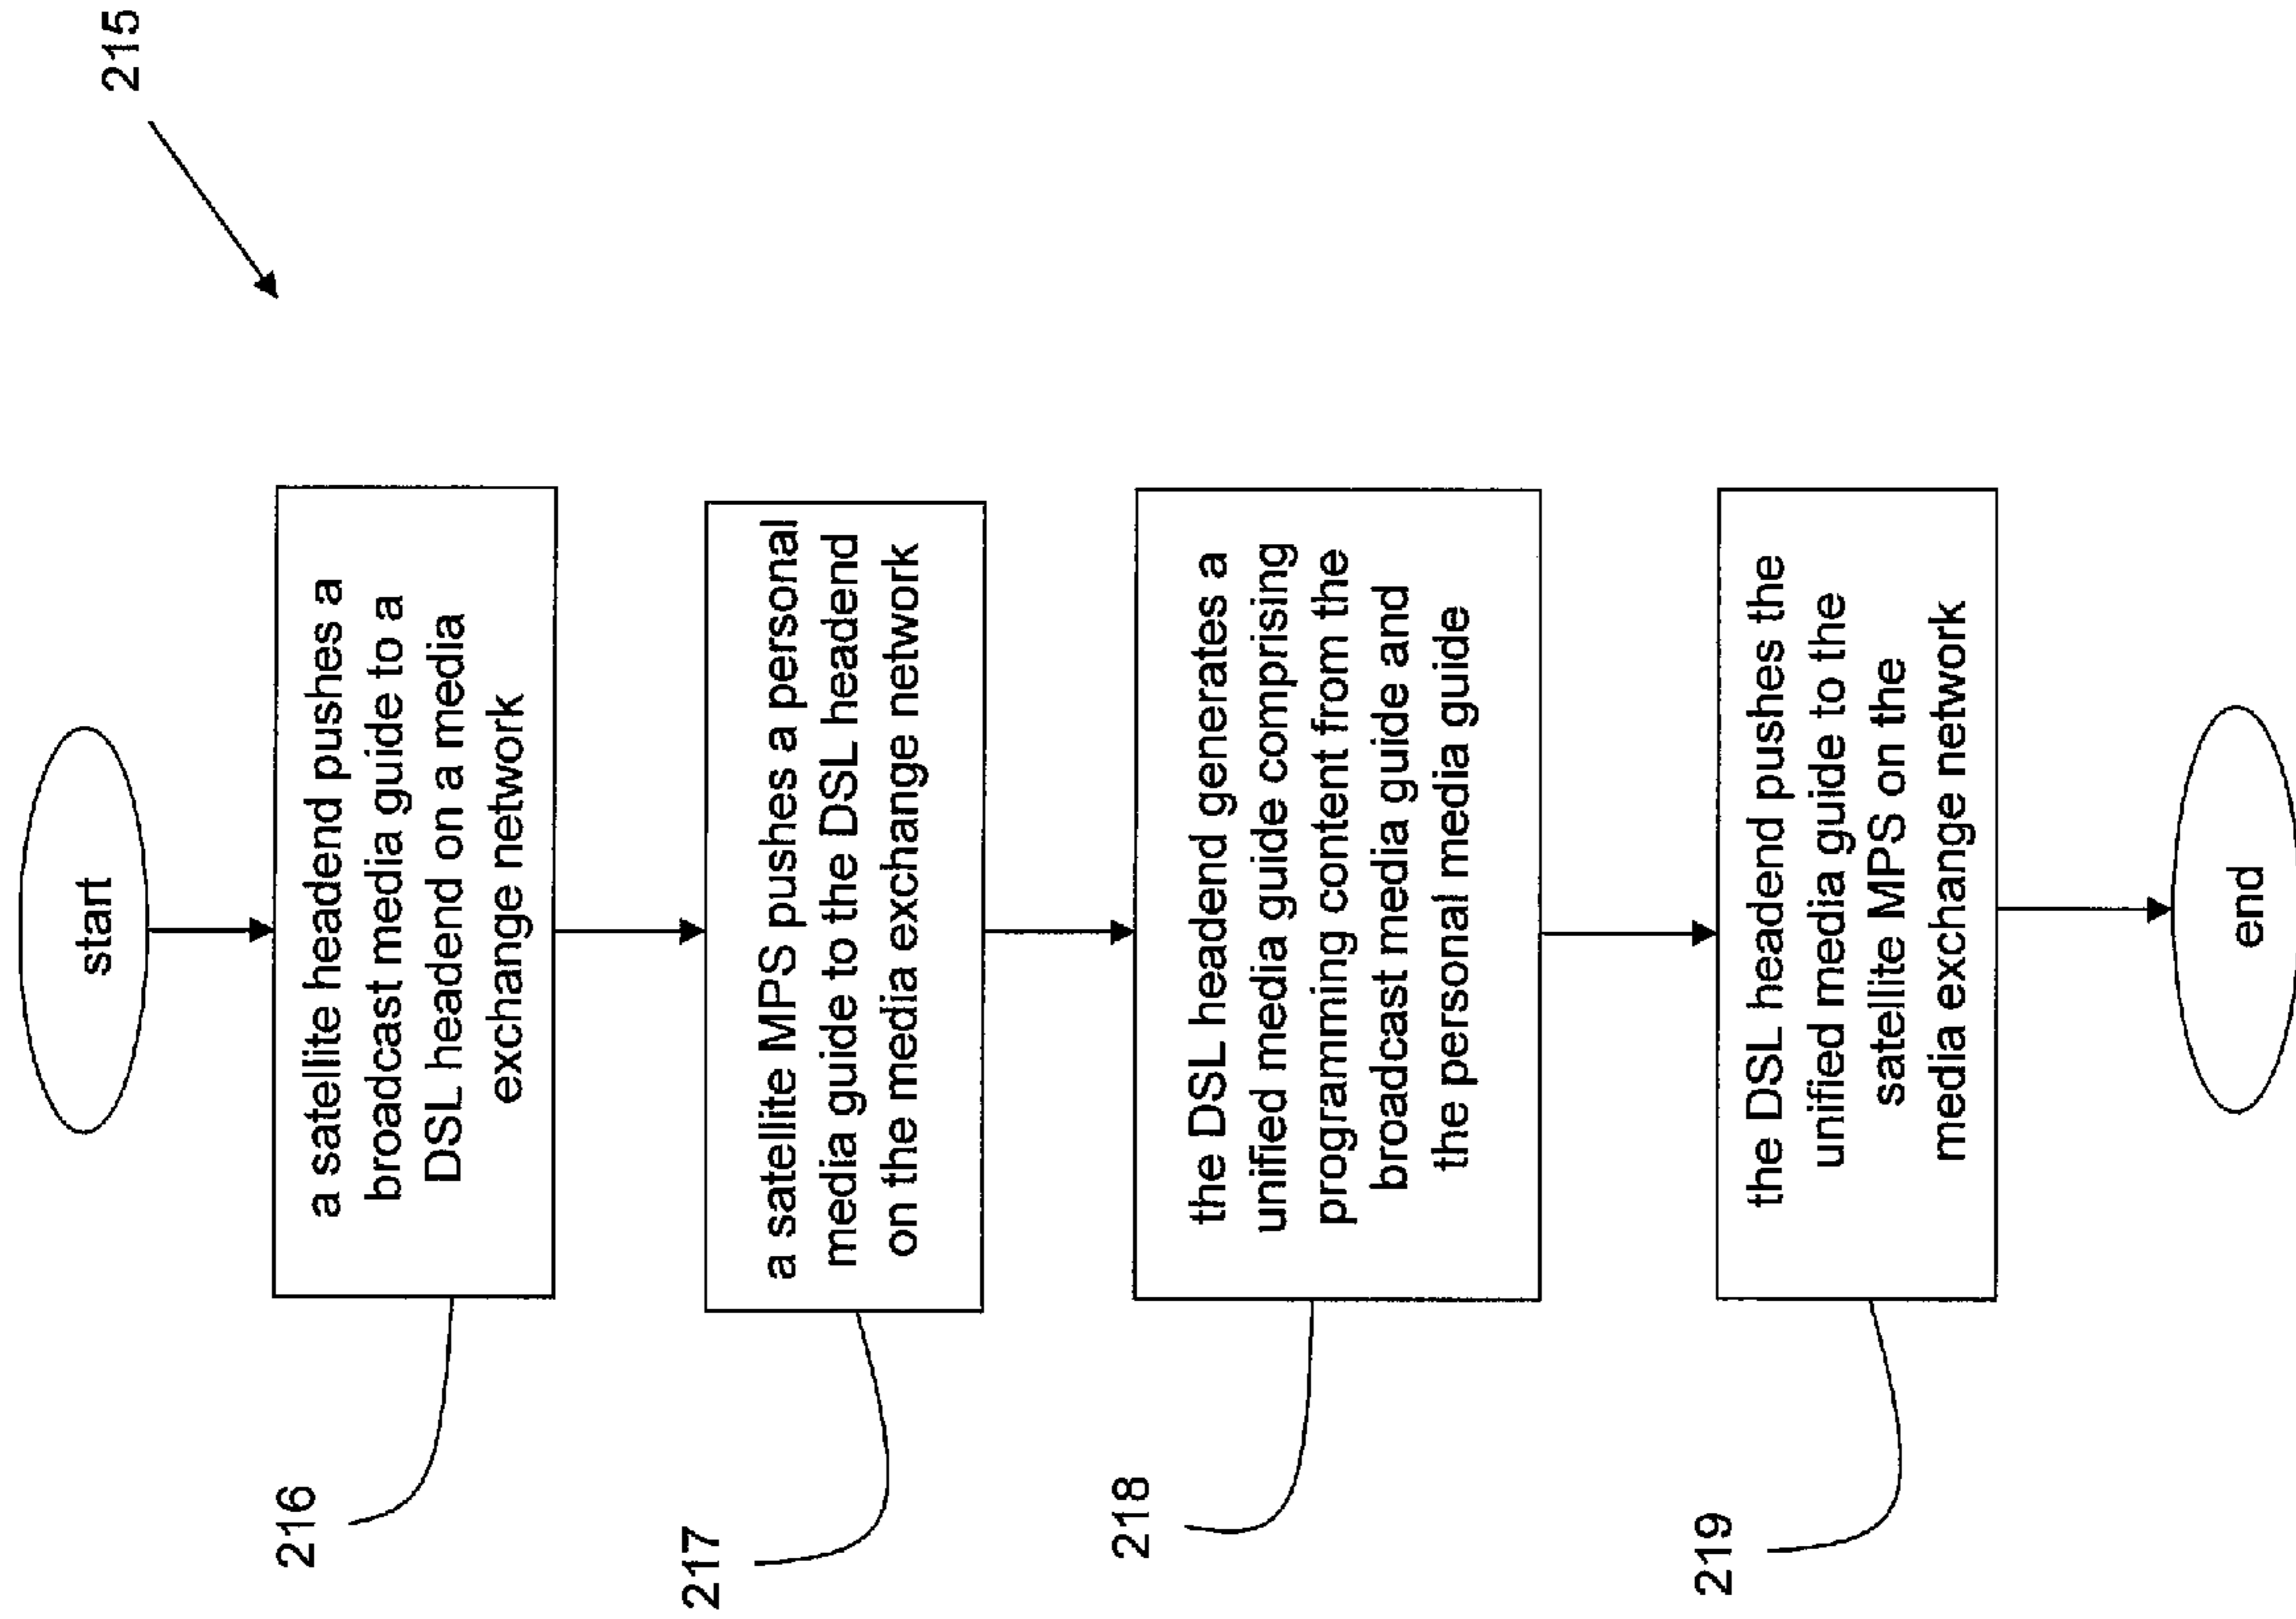 215
start
216
a satellite headend pushes a
broadcast media guide to a
DSL headend on a media
exchange network
217
a satellite MPS pushes a personal
media guide to the DSL headend
on the media exchange network
218
the DSL headend generates a
unified media guide comprising
programming content from the
broadcast media guide and
the personal media guide
219
the DSL headend pushes the
unified media guide to the
satellite MPS on the
media exchange network
end